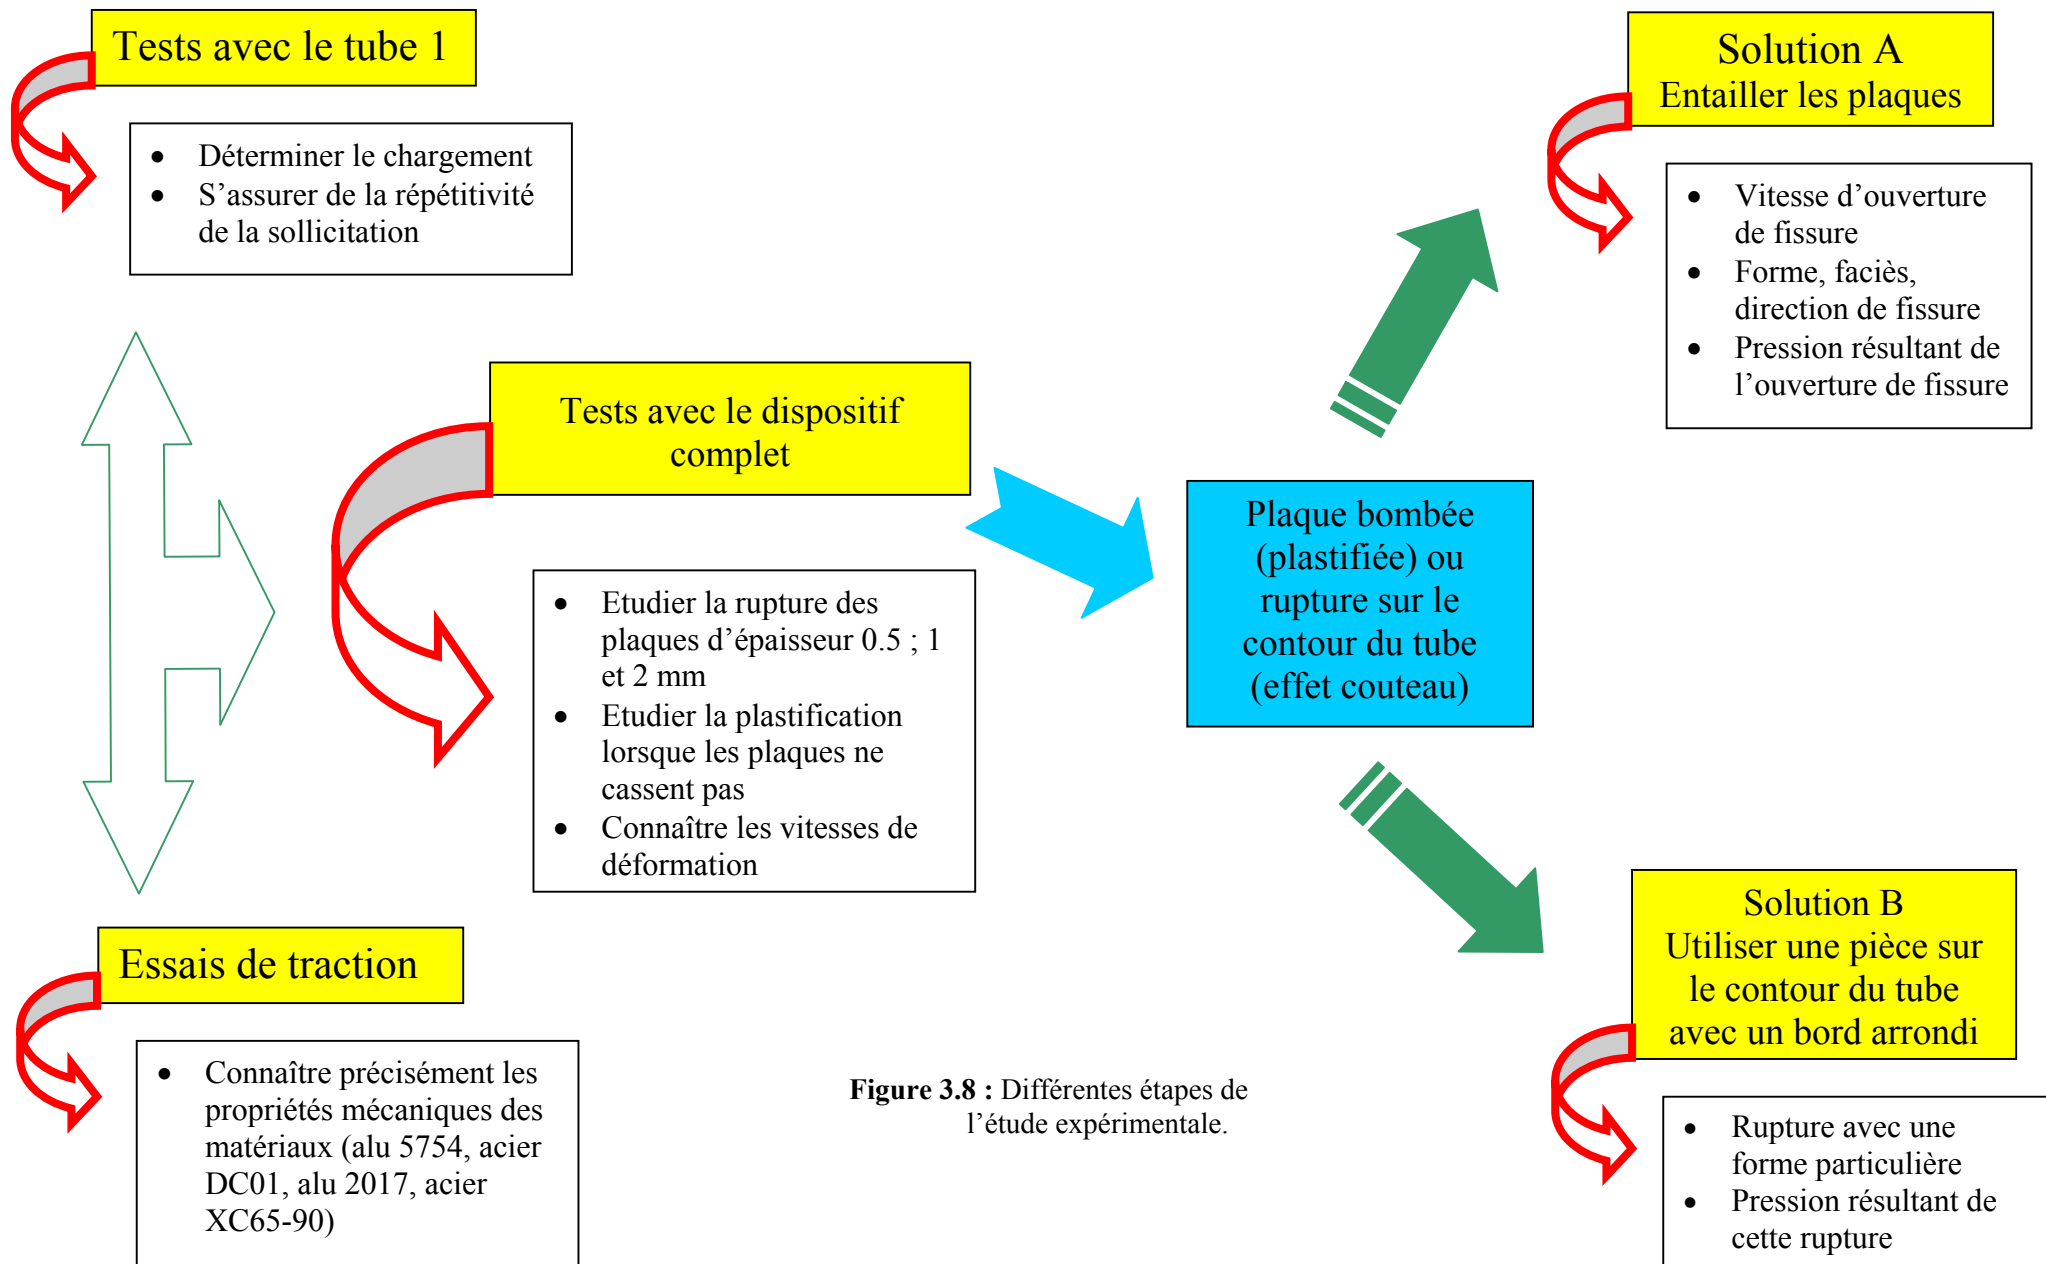 Tests avec le tube 1
• Déterminer le chargement
• S’assurer de la répétitivité
de la sollicitation
Tests avec le dispositif
complet
• Etudier la rupture des
plaques d’épaisseur 0.5 ; 1
et 2 mm
• Etudier la plastification
lorsque les plaques ne
cassent pas
• Connaître les vitesses de
déformation
Essais de traction
• Connaître précisément les
propriétés mécaniques des
matériaux (alu 5754, acier
DC01, alu 2017, acier
XC65-90)
Plaque bombée
(plastifiée) ou
rupture sur le
contour du tube
(effet couteau)
Solution A
Entailler les plaques
• Vitesse d’ouverture
de fissure
• Forme, faciès,
direction de fissure
• Pression résultant de
l’ouverture de fissure
Solution B
Utiliser une pièce sur
le contour du tube
avec un bord arrondi
• Rupture avec une
forme particulière
• Pression résultant de
cette rupture
Figure 3.8 : Différentes étapes de
l’étude expérimentale.